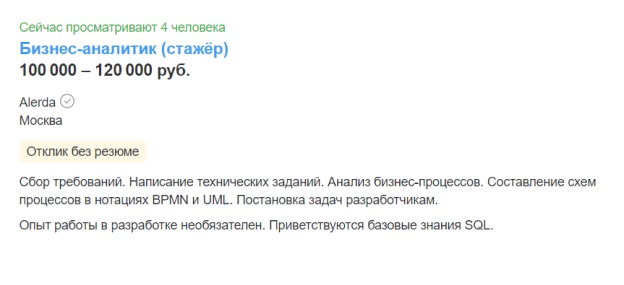 Сейчас просматривают 4 человека
Бизнес-аналитик (стажёр)
100 000 – 120 000 руб.
Alerda
Москва
Отклик без резюме
Сбор требований. Написание технических заданий. Анализ бизнес-процессов. Составление схем
процессов в нотациях BPMN и UML. Постановка задач разработчикам.
Опыт работы в разработке необязателен. Приветствуются базовые знания SQL.